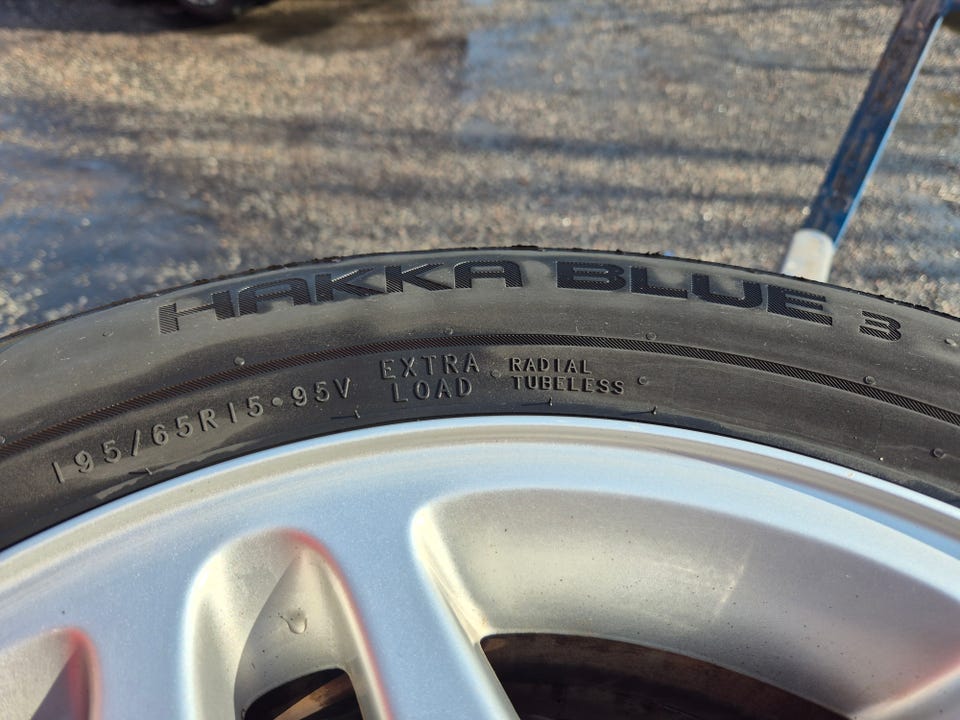 HAKKA BLUE 3
195/65R15 • 95V
EXTRA
LOAD
RADIAL
TUBELESS